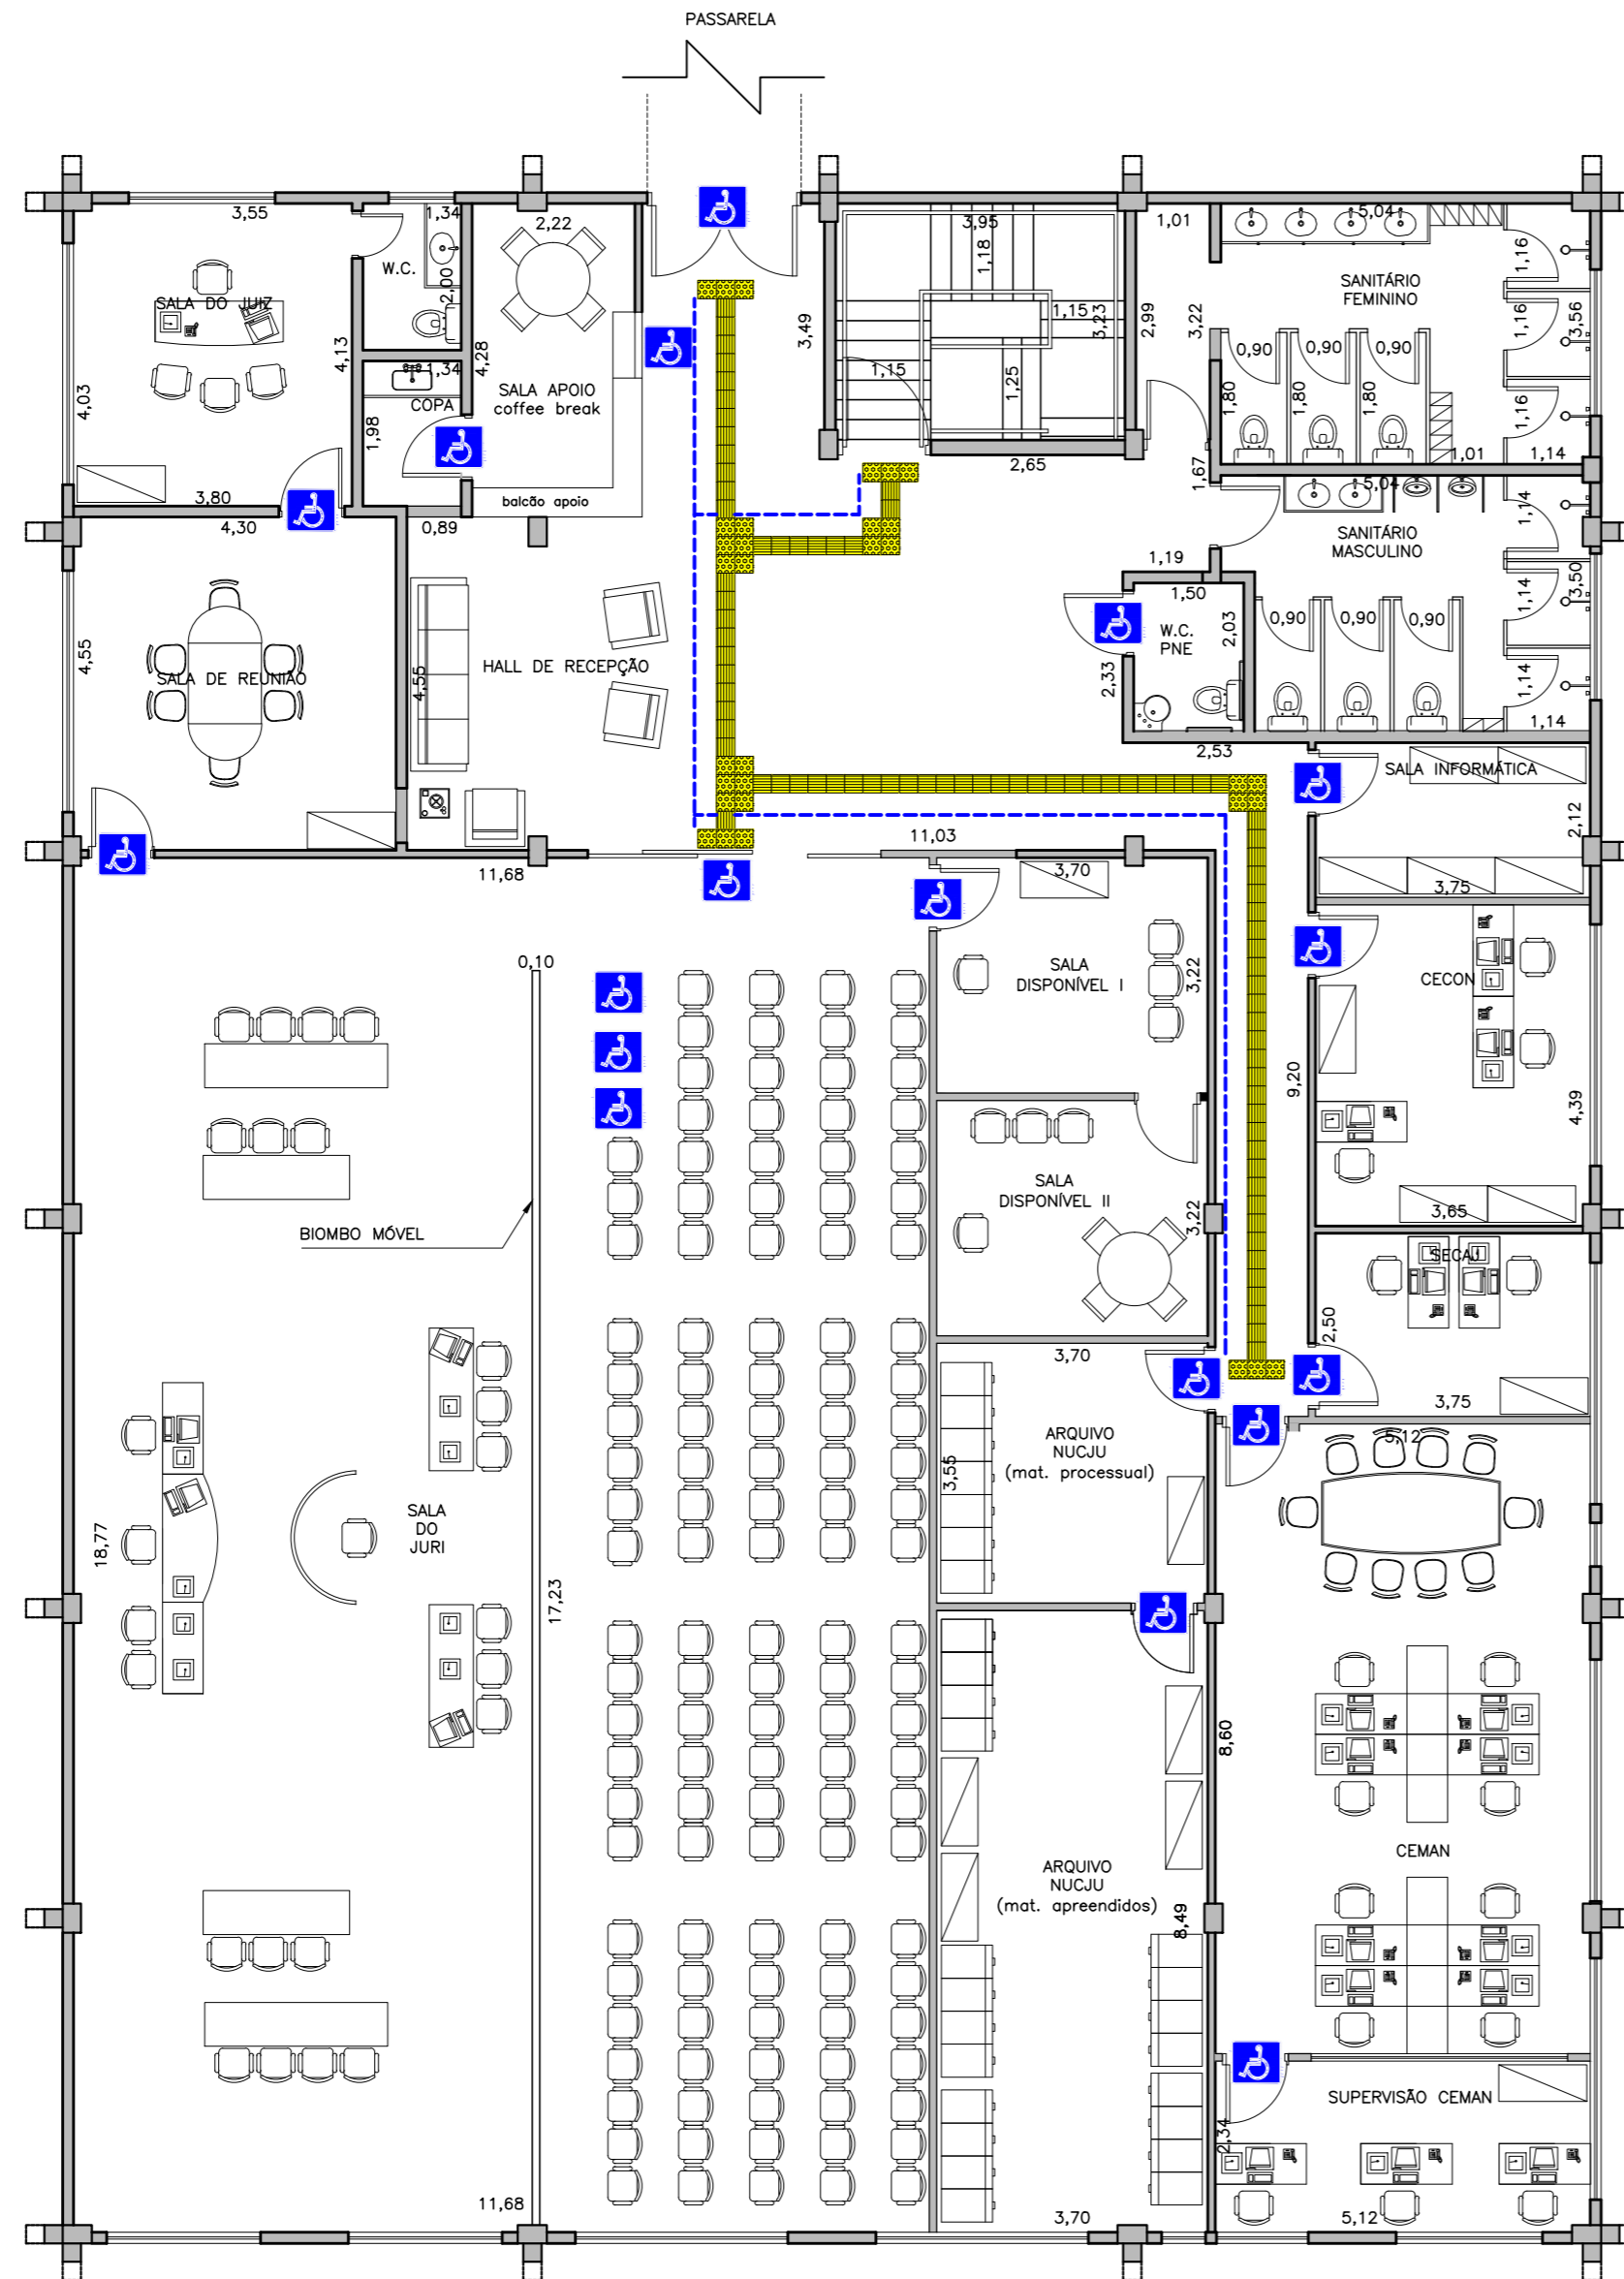 PASSARELA
3,55
1,34
2,22
3,95
1,01
5,04
W.C.
2,00
1,18
1,16
SANITÁRIO
FEMININO
SALA DO JUIZ
1,15
3,23
2,99
3,22
3,56
3,49
4,13
4,28
1,16
0,90
0,90
0,90
1,34
COPA
SALA APOIO
coffee break
1,15
1,25
1,80
1,80
1,80
1,16
4,03
1,98
2,65
1,67
1,01
1,14
3,80
4,30
0,89
balcão apoio
5,04
1,14
SANITÁRIO
MASCULINO
1,19
1,50
3,50
1,14
0,90
0,90
0,90
W.C.
PNE
2,03
4,55
SALA DE REUNIÃO
4,55
HALL DE RECEPÇÃO
2,33
1,14
1,14
2,53
SALA INFORMÁTICA
2,12
11,03
11,68
3,70
3,75
0,10
SALA
DISPONÍVEL I
3,22
CECON
9,20
4,39
SALA
DISPONÍVEL II
3,22
3,65
BIOMBO MÓVEL
SECAJ
2,50
3,70
3,75
5,12
ARQUIVO
NUCJU
(mat. processual)
3,55
SALA
DO
JURI
18,77
17,23
8,60
CEMAN
ARQUIVO
NUCJU
(mat. apreendidos)
8,49
SUPERVISÃO CEMAN
2,34
11,68
3,70
5,12